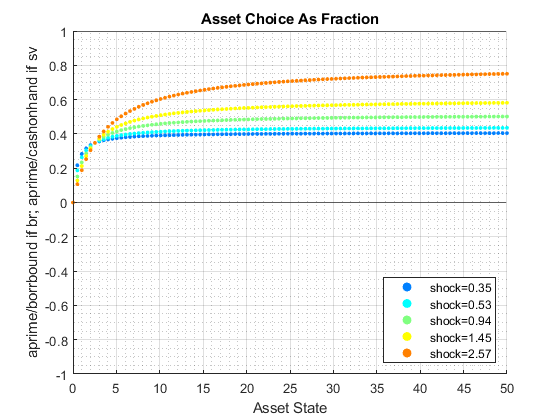 Asset Choice As Fraction
aprime/borrbound if br; aprime/cashonhand if sv
1
0.8
0.6
0.4
0.2
0
-0.2
-0.4
-0.6
-0.8
-1
0 5 10 15 20 25 30 35 40 45 50
Asset State
shock=0.35
shock=0.53
shock=0.94
shock=1.45
shock=2.57